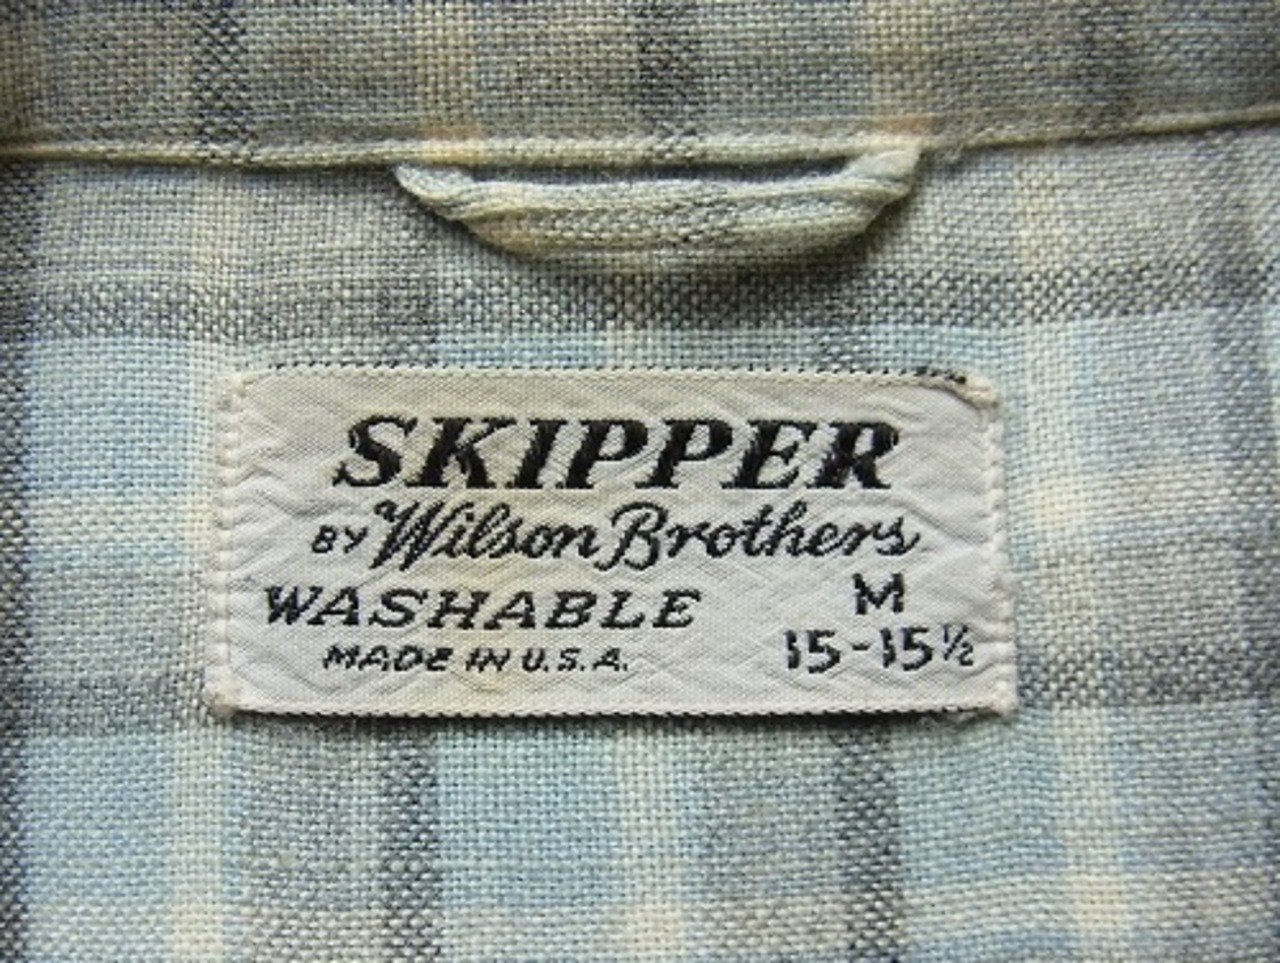 SKIPPER
BY Wilson Brothers
WASHABLE M
MADE IN U.S.A. 15-15½